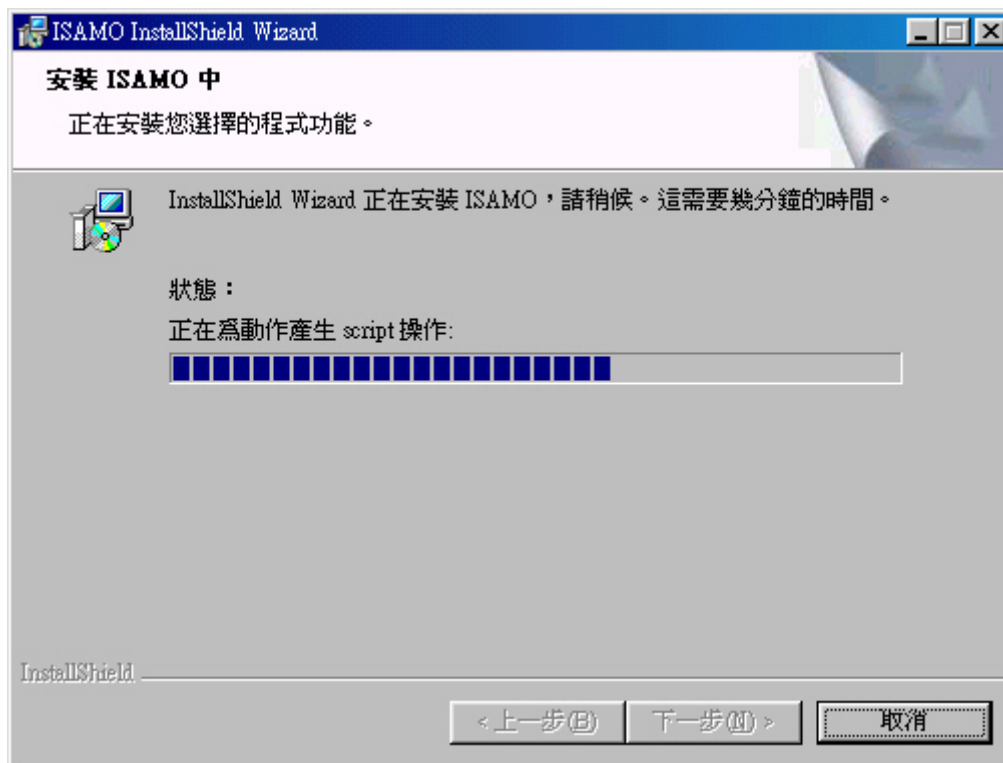 ISAMO InstallShield Wizard
安裝 ISAMO 中
正在安裝您選擇的程式功能。
InstallShield Wizard 正在安裝 ISAMO，請稍候。這需要幾分鐘的時間。
狀態：
正在為動作產生 script 操作:
InstallShield
< 上一步(B) 下一步(N) > 取消